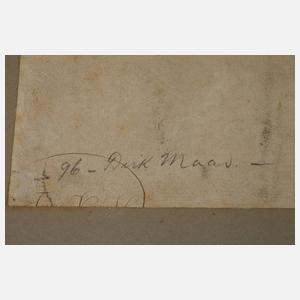 96 – Dirk Maas. –